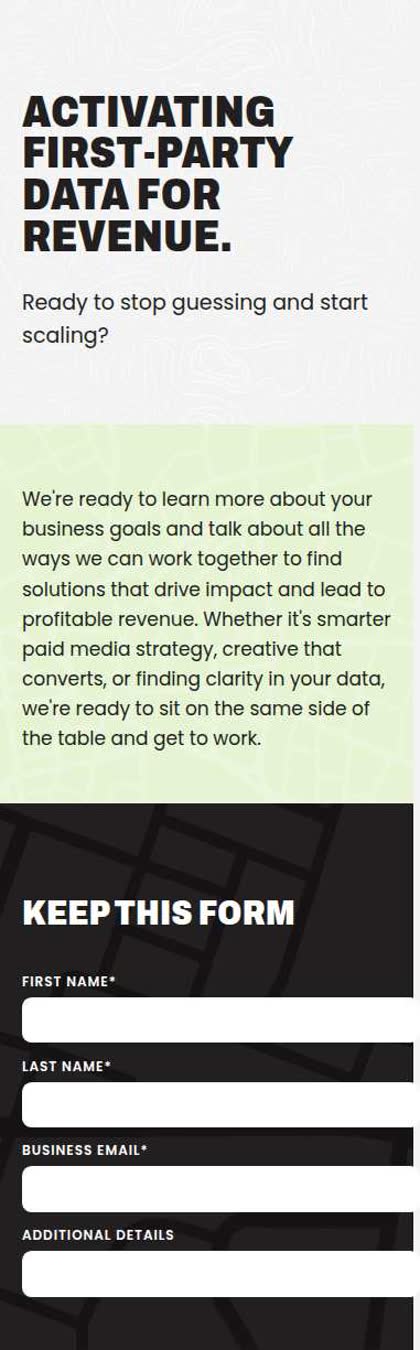 ACTIVATING
FIRST-PARTY
DATA FOR
REVENUE.
Ready to stop guessing and start
scaling?
We're ready to learn more about your
business goals and talk about all the
ways we can work together to find
solutions that drive impact and lead to
profitable revenue. Whether it's smarter
paid media strategy, creative that
converts, or finding clarity in your data,
we're ready to sit on the same side of
the table and get to work.
KEEP THIS FORM
FIRST NAME*
LAST NAME*
BUSINESS EMAIL*
ADDITIONAL DETAILS